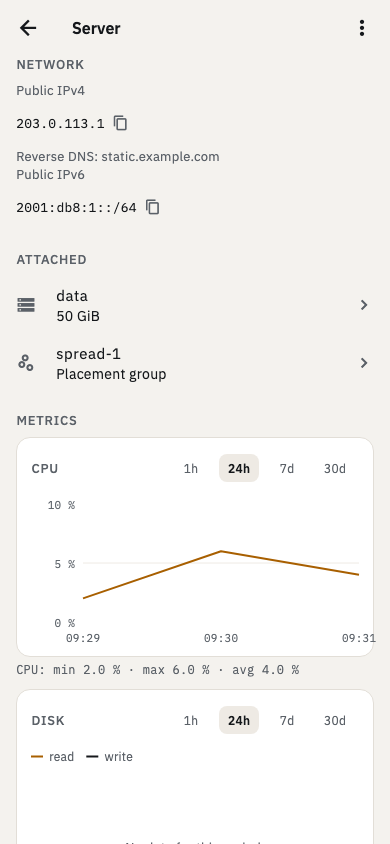 Server
NETWORK
Public IPv4
203.0.113.1
Reverse DNS: static.example.com
Public IPv6
2001:db8:1::/64
ATTACHED
data
50 GiB
spread-1
Placement group
METRICS
CPU 1h 24h 7d 30d
10 %
5 %
0 %
09:29 09:30 09:31
CPU: min 2.0 % · max 6.0 % · avg 4.0 %
DISK 1h 24h 7d 30d
read write